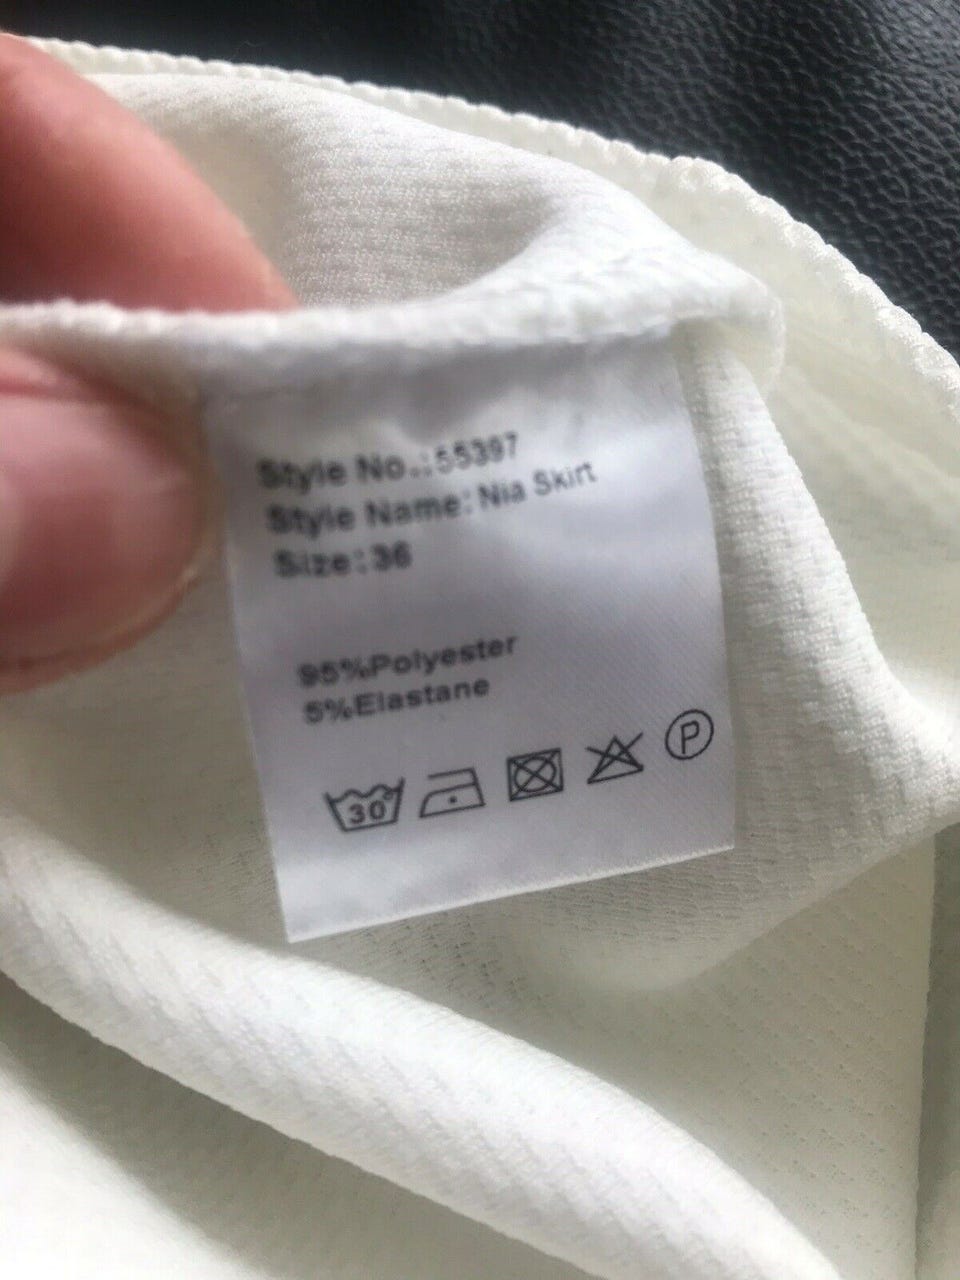 Style No.:55397
Style Name: Nia Skirt
Size:36
95%Polyester
5%Elastane
30° P